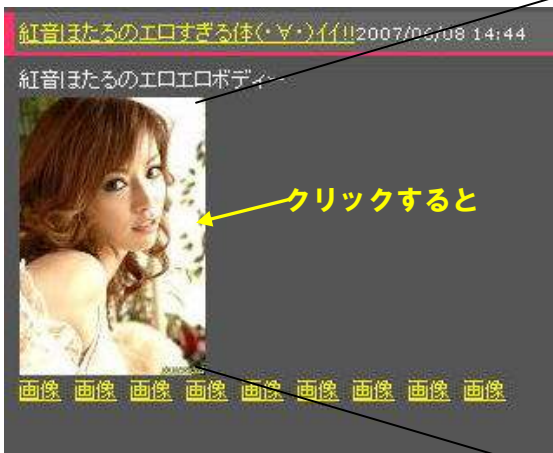 紅音ほたるのエロすぎる体(・∀・)イイ!!2007/06/08 14:44
紅音ほたるのエロエロボディー
クリックすると
画像 画像 画像 画像 画像 画像 画像 画像 画像